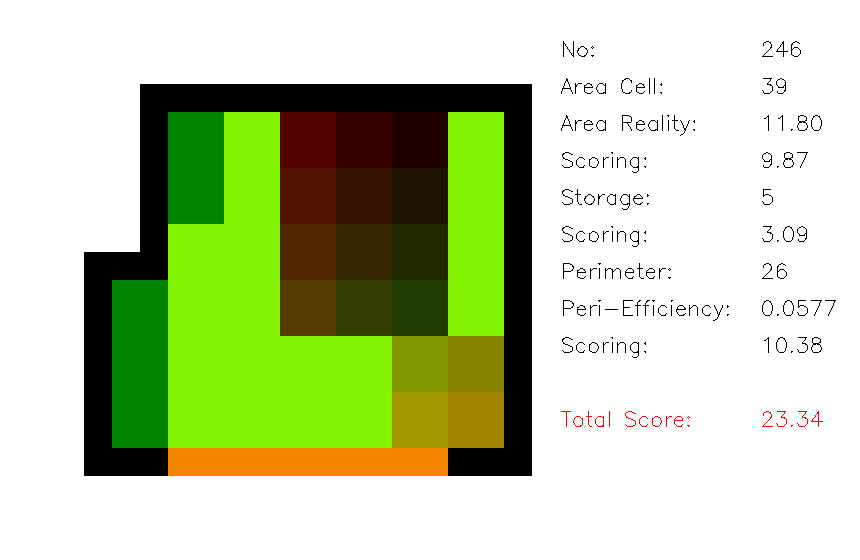 No: 246
Area Cell: 39
Area Reality: 11.80
Scoring: 9.87
Storage: 5
Scoring: 3.09
Perimeter: 26
Peri-Efficiency: 0.0577
Scoring: 10.38
Total Score: 23.34